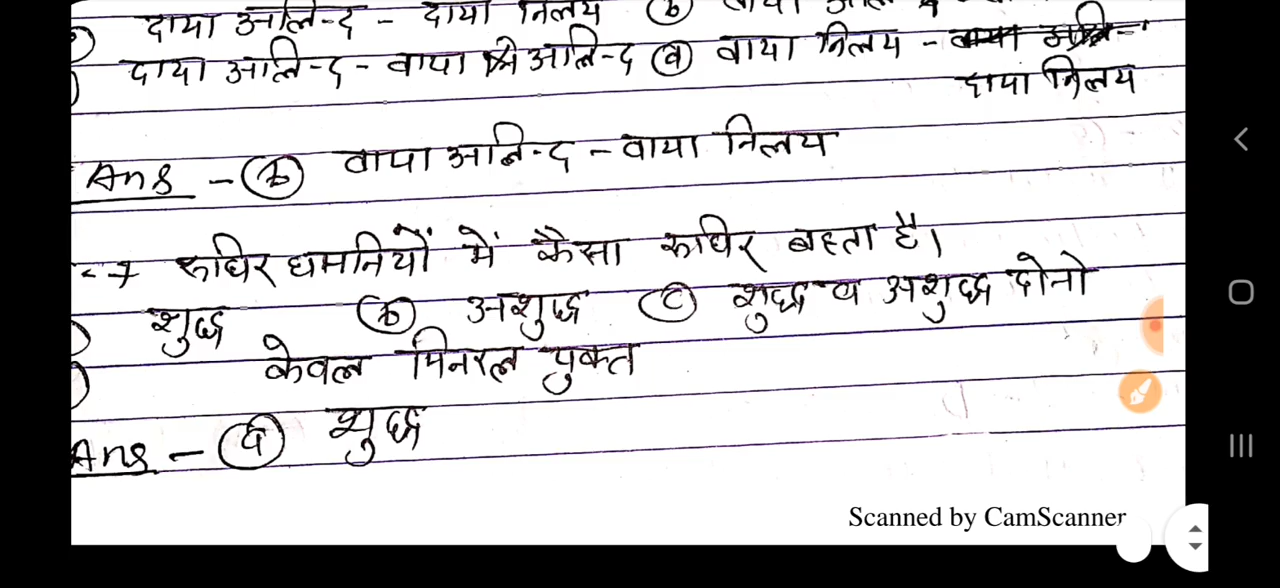 दाया अलिन्द - दाया निलय (b)
दाया अलिन्द - वाया अलिन्द (d) वाया निलय -
दाया निलय
Ans - (b) वाया अलिन्द - वाया निलय
रुधिर धमनियों में कैसा रुधिर बहता है।
शुद्ध (b) अशुद्ध (c) शुद्ध व अशुद्ध दोनो
केवल मिनरल युक्त
Ans - शुद्ध
Scanned by CamScanner